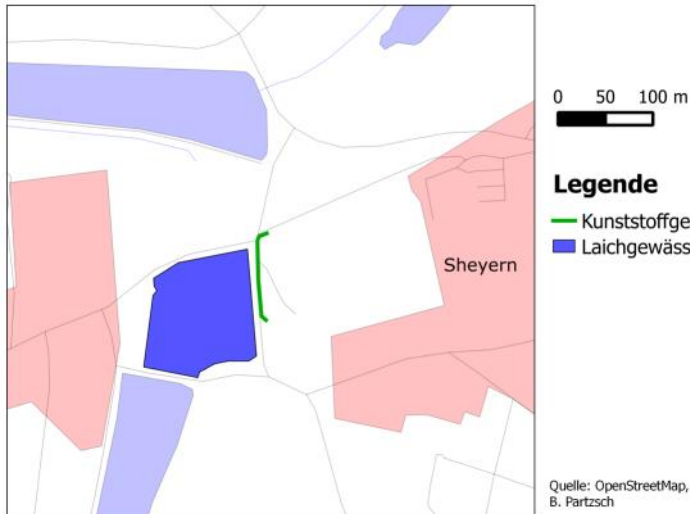 Sheyern
0 50 100 m
Legende
Kunststoffge
Laichgewäss
Quelle: OpenStreetMap,
B. Partzsch